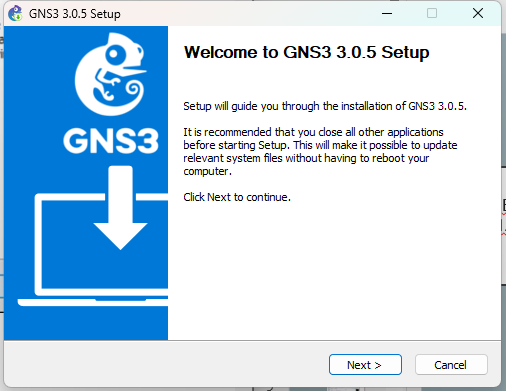 GNS3 3.0.5 Setup
Welcome to GNS3 3.0.5 Setup
GNS3
Setup will guide you through the installation of GNS3 3.0.5.
It is recommended that you close all other applications
before starting Setup. This will make it possible to update
relevant system files without having to reboot your
computer.
Click Next to continue.
Next >
Cancel